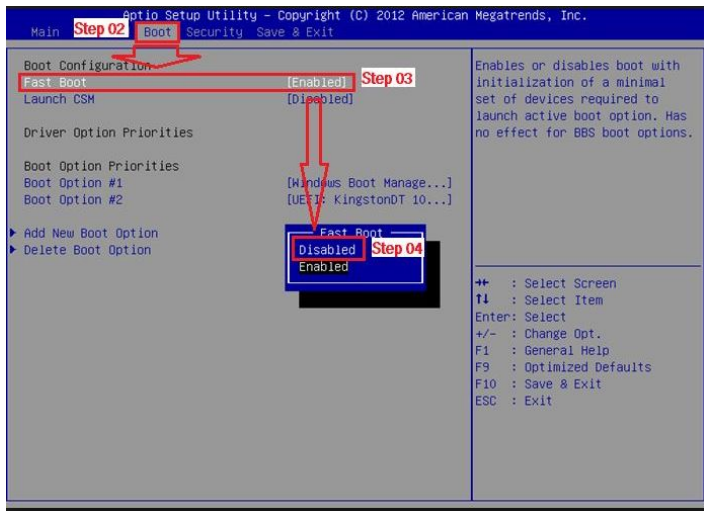 Aptio Setup Utility - Copyright (C) 2012 American Megatrends, Inc.
Main Step 02 Boot Security Save & Exit
Boot Configuration
Fast Boot [Enabled] Step 03
Launch CSM [Disabled]
Driver Option Priorities
Boot Option Priorities
Boot Option #1 [Windows Boot Manage...]
Boot Option #2 [UEFI: KingstonDT 10...]
Add New Boot Option
Delete Boot Option
Fast Boot
Disabled Step 04
Enabled
Enables or disables boot with
initialization of a minimal
set of devices required to
launch active boot option. Has
no effect for BBS boot options.
→← : Select Screen
↑↓ : Select Item
Enter: Select
+/- : Change Opt.
F1 : General Help
F9 : Optimized Defaults
F10 : Save & Exit
ESC : Exit